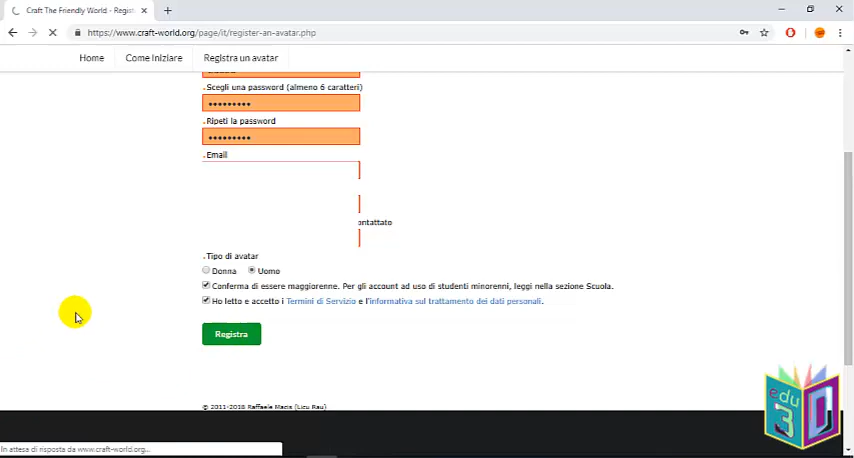 Craft The Friendly World - Regist
https://www.craft-world.org/page/it/register-an-avatar.php
Home Come Iniziare Registra un avatar
Scegli una password (almeno 6 caratteri)
•••••••••
Ripeti la password
•••••••••
Email
ontattato
Tipo di avatar
Donna Uomo
Conferma di essere maggiorenne. Per gli account ad uso di studenti minorenni, leggi nella sezione Scuola.
Ho letto e accetto i Termini di Servizio e l'informativa sul trattamento dei dati personali.
Registra
© 2011-2018 Raffaele Macis (Licu Rau)
In attesa di risposta da www.craft-world.org...
edu
3D